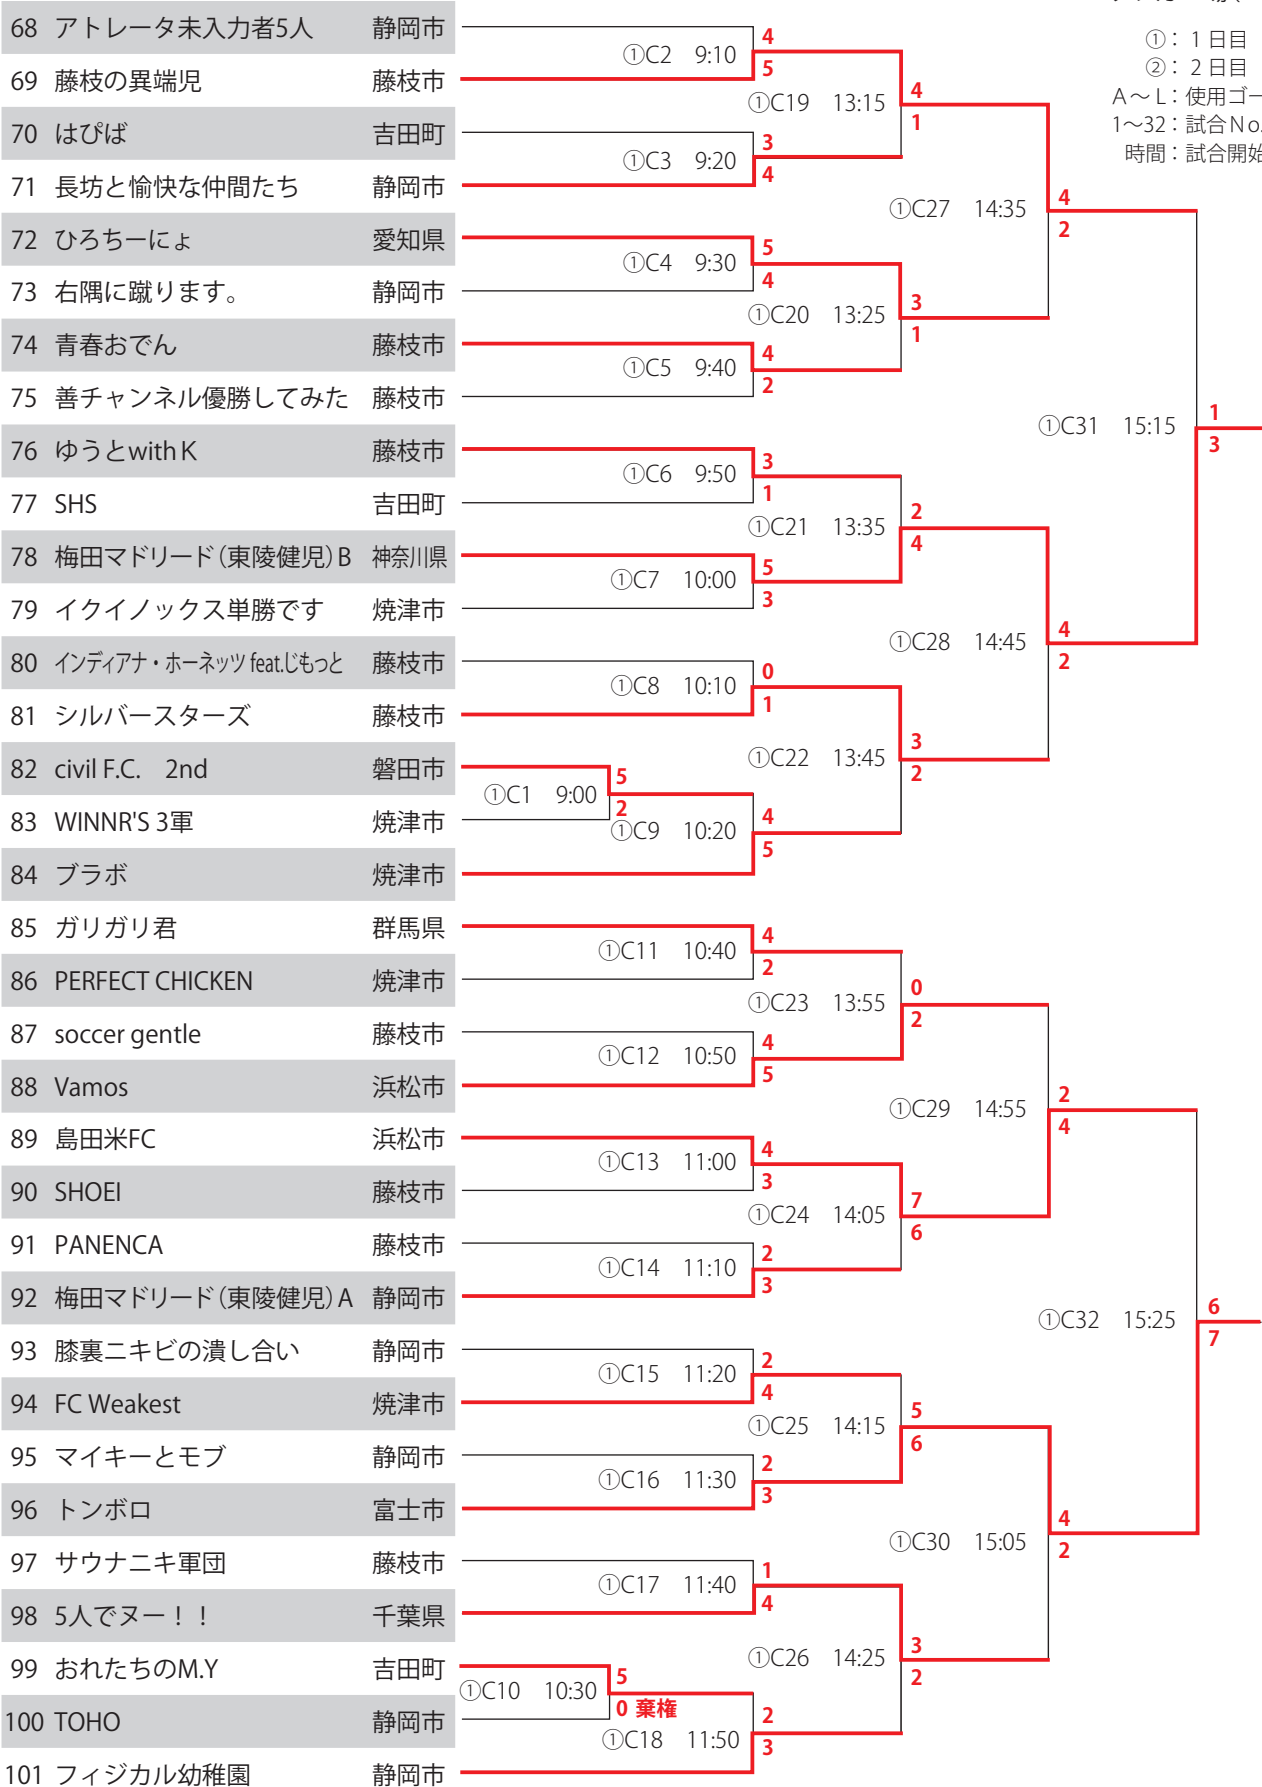 ①：1日目
②：2日目
A～L：使用ゴー
1～32：試合No.
時間：試合開始
68 アトレータ未入力者5人 静岡市
69 藤枝の異端児 藤枝市
70 はぴば 吉田町
71 長坊と愉快な仲間たち 静岡市
72 ひろちーにょ 愛知県
73 右隅に蹴ります。 静岡市
74 青春おでん 藤枝市
75 善チャンネル優勝してみた 藤枝市
76 ゆうとwith K 藤枝市
77 SHS 吉田町
78 梅田マドリード（東陵健児）B 神奈川県
79 イクイノックス単勝です 焼津市
80 インディアナ・ホーネッツ feat.じもっと 藤枝市
81 シルバースターズ 藤枝市
82 civil F.C. 2nd 磐田市
83 WINNR'S 3軍 焼津市
84 ブラボ 焼津市
85 ガリガリ君 群馬県
86 PERFECT CHICKEN 焼津市
87 soccer gentle 藤枝市
88 Vamos 浜松市
89 島田米FC 浜松市
90 SHOEI 藤枝市
91 PANENCA 藤枝市
92 梅田マドリード（東陵健児）A 静岡市
93 膝裏ニキビの潰し合い 静岡市
94 FC Weakest 焼津市
95 マイキーとモブ 静岡市
96 トンボロ 富士市
97 サウナニキ軍団 藤枝市
98 5人でヌー！！ 千葉県
99 おれたちのM.Y 吉田町
100 TOHO 静岡市
101 フィジカル幼稚園 静岡市
①C1 9:00
5
2
①C10 10:30
5
0 棄権
①C2 9:10
4
5
①C3 9:20
3
4
①C4 9:30
5
4
①C5 9:40
4
2
①C6 9:50
3
1
①C7 10:00
5
3
①C8 10:10
0
1
①C9 10:20
4
5
①C11 10:40
4
2
①C12 10:50
4
5
①C13 11:00
4
3
①C14 11:10
2
3
①C15 11:20
2
4
①C16 11:30
2
3
①C17 11:40
1
4
①C18 11:50
2
3
①C19 13:15
4
1
①C20 13:25
3
1
①C21 13:35
2
4
①C22 13:45
3
2
①C23 13:55
0
2
①C24 14:05
7
6
①C25 14:15
5
6
①C26 14:25
3
2
①C27 14:35
4
2
①C28 14:45
4
2
①C29 14:55
2
4
①C30 15:05
4
2
①C31 15:15
1
3
①C32 15:25
6
7